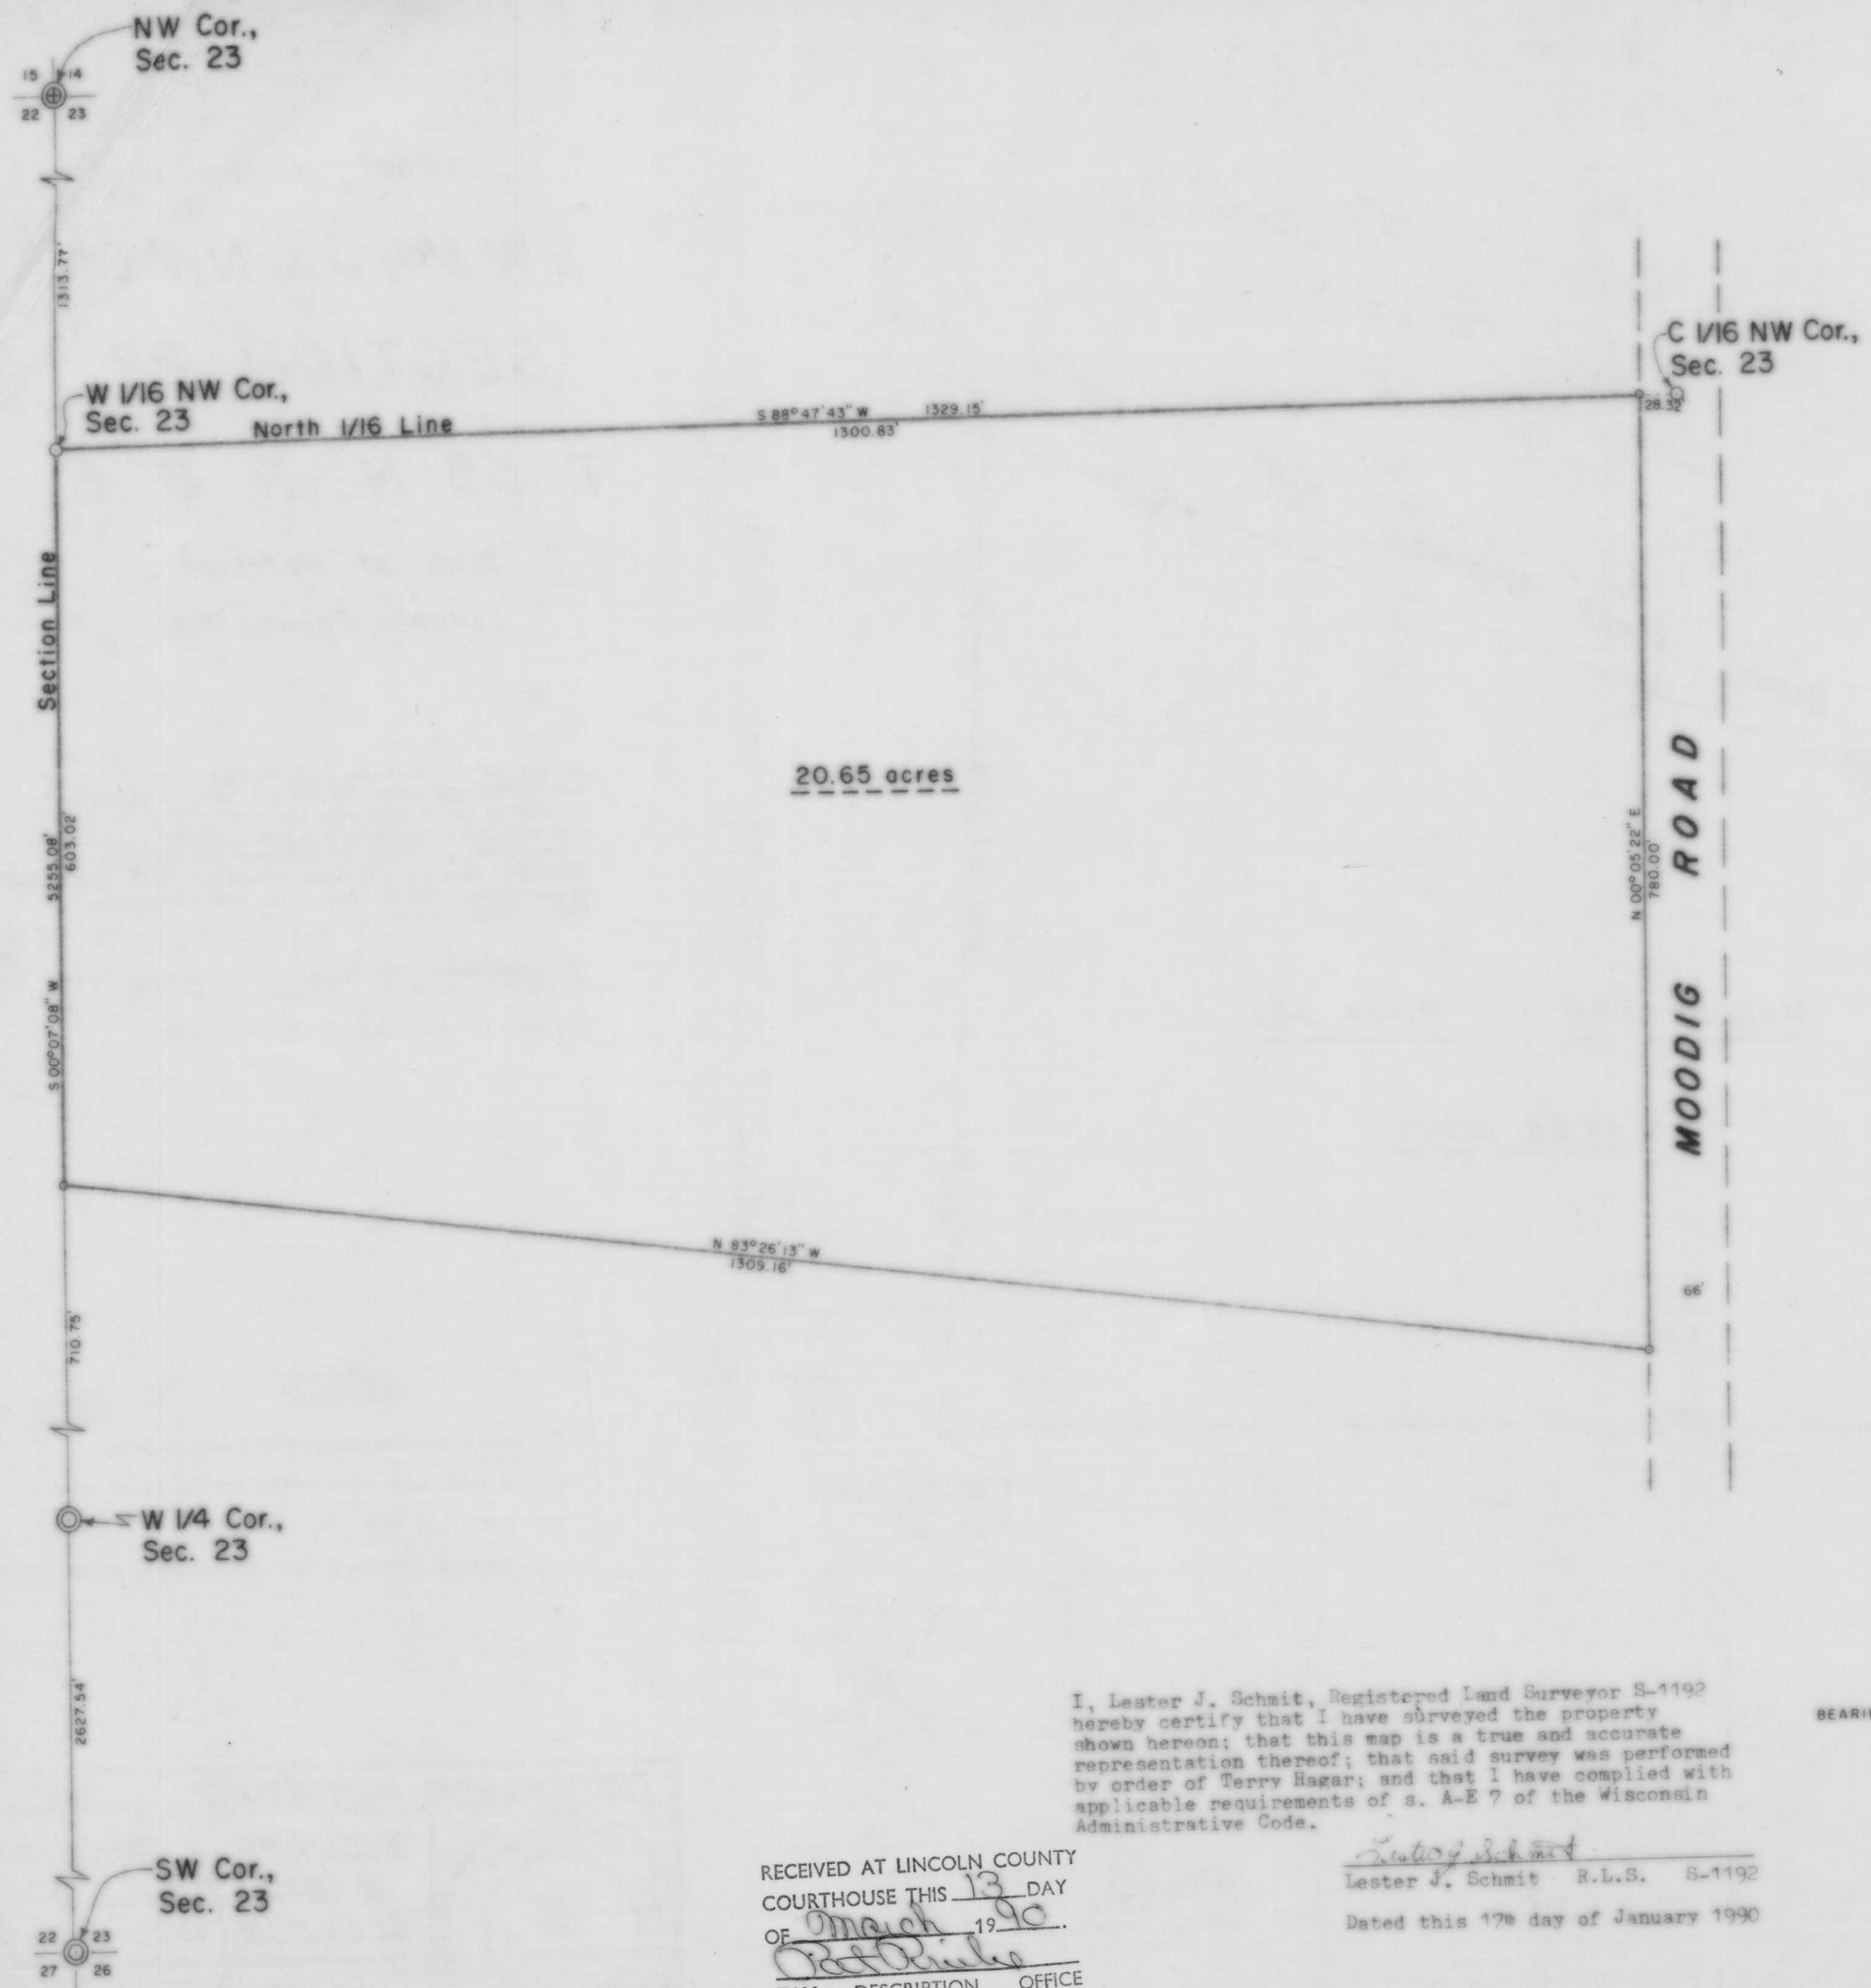 NW Cor.,
Sec. 23
15 14
22 23
1313.77'
C 1/16 NW Cor.,
Sec. 23
28.32'
W 1/16 NW Cor.,
Sec. 23
North 1/16 Line
S 88°47'43" W 1329.15'
1300.83'
Section Line
20.65 acres
S 00°07'08" W 5255.08'
603.02'
N 00°05'22" E
780.00'
MOODIG ROAD
66'
N 83°26'13" W
1309.16'
710.75'
W 1/4 Cor.,
Sec. 23
2627.54'
SW Cor.,
Sec. 23
22 23
27 26
I, Lester J. Schmit, Registered Land Surveyor S-1192
hereby certify that I have surveyed the property
shown hereon; that this map is a true and accurate
representation thereof; that said survey was performed
by order of Terry Hagar; and that I have complied with
applicable requirements of s. A-E 7 of the Wisconsin
Administrative Code.
Lester J. Schmit
Lester J. Schmit R.L.S. S-1192
Dated this 17th day of January 1990
RECEIVED AT LINCOLN COUNTY
COURTHOUSE THIS 13 DAY
OF March 1990.
DESCRIPTION OFFICE